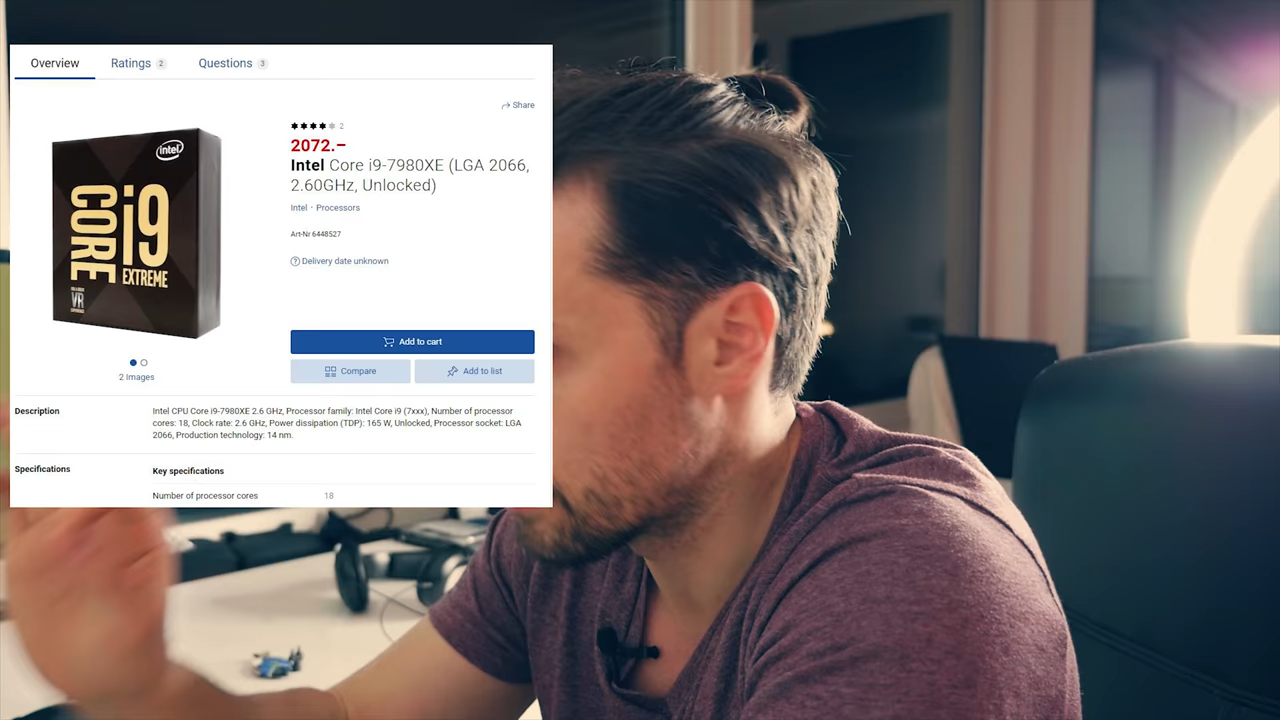 Overview Ratings 2 Questions 3
Share
2
2072.–
Intel Core i9-7980XE (LGA 2066,
2.60GHz, Unlocked)
Intel · Processors
Art-Nr 6448527
Delivery date unknown
intel
CORE i9
EXTREME
VR
Add to cart
Compare Add to list
2 Images
Description Intel CPU Core i9-7980XE 2.6 GHz, Processor family: Intel Core i9 (7xxx), Number of processor
cores: 18, Clock rate: 2.6 GHz, Power dissipation (TDP): 165 W, Unlocked, Processor socket: LGA
2066, Production technology: 14 nm.
Specifications Key specifications
Number of processor cores 18